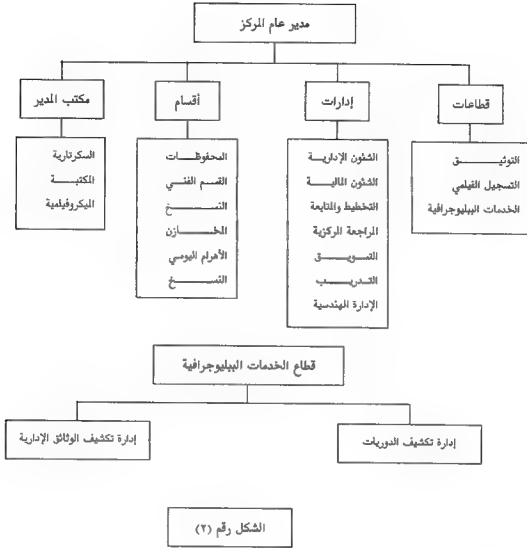 مدير عام المركز
قطاعات
التوثيق
التسجيل الفيلمي
الخدمات الببليوجرافية
إدارات
الشئون الإدارية
الشئون المالية
التخطيط والمتابعة
المراجعة المركزية
التسويق
التدريب
الإدارة الهندسية
أقسام
المحفوظات
القسم الفني
النسخ
المخازن
الأهرام اليومي
النسخ
مكتب المدير
السكرتارية
المكتبة
الميكروفيلمية
قطاع الخدمات الببليوجرافية
إدارة تكشيف الدوريات
إدارة تكشيف الوثائق الإدارية
الشكل رقم (٢)